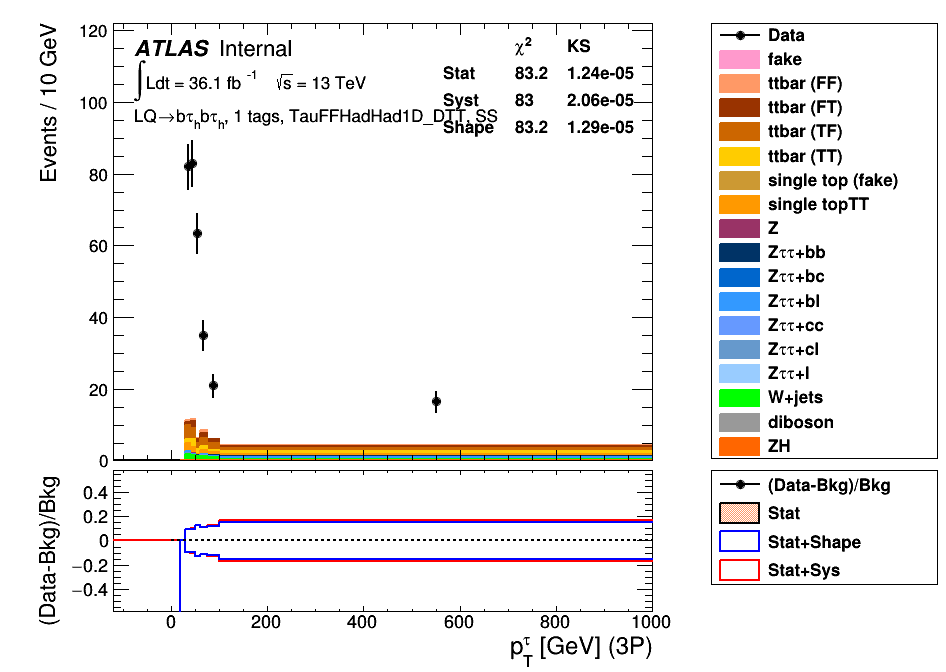 120
100
80
60
40
20
0
Events / 10 GeV
ATLAS Internal
∫Ldt = 36.1 fb⁻¹ √s = 13 TeV
LQ→bτₕbτₕ, 1 tags, TauFFHadHad1D_DTT, SS
χ² KS
Stat 83.2 1.24e-05
Syst 83 2.06e-05
Shape 83.2 1.29e-05
Data
fake
ttbar (FF)
ttbar (FT)
ttbar (TF)
ttbar (TT)
single top (fake)
single topTT
Z
Zττ+bb
Zττ+bc
Zττ+bl
Zττ+cc
Zττ+cl
Zττ+l
W+jets
diboson
ZH
0.4
0.2
0
−0.2
−0.4
(Data-Bkg)/Bkg
0 200 400 600 800 1000
p_T^τ [GeV] (3P)
(Data-Bkg)/Bkg
Stat
Stat+Shape
Stat+Sys